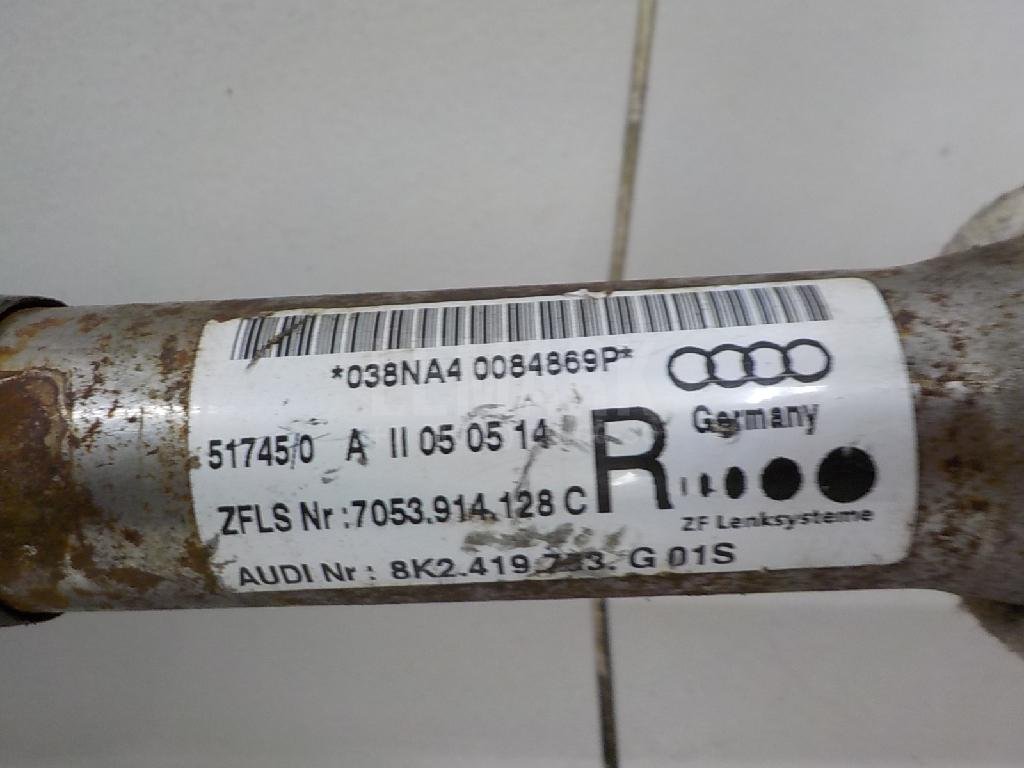 *038NA4 0084869P*
Germany
51745/0 A II 05 05 14
R
ZFLS Nr :7053.914.128 C
ZF Lenksysteme
AUDI Nr : 8K2.419. G 01S